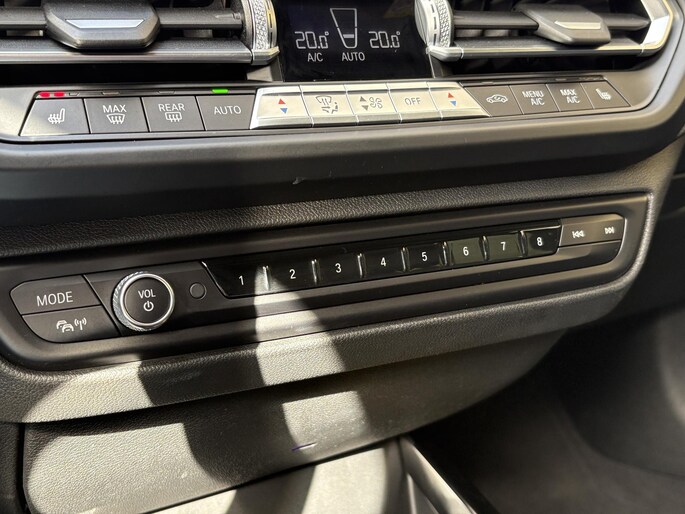 20.0 20.0
A/C AUTO
MAX REAR AUTO OFF MENU A/C MAX A/C
1 2 3 4 5 6 7 8
MODE VOL